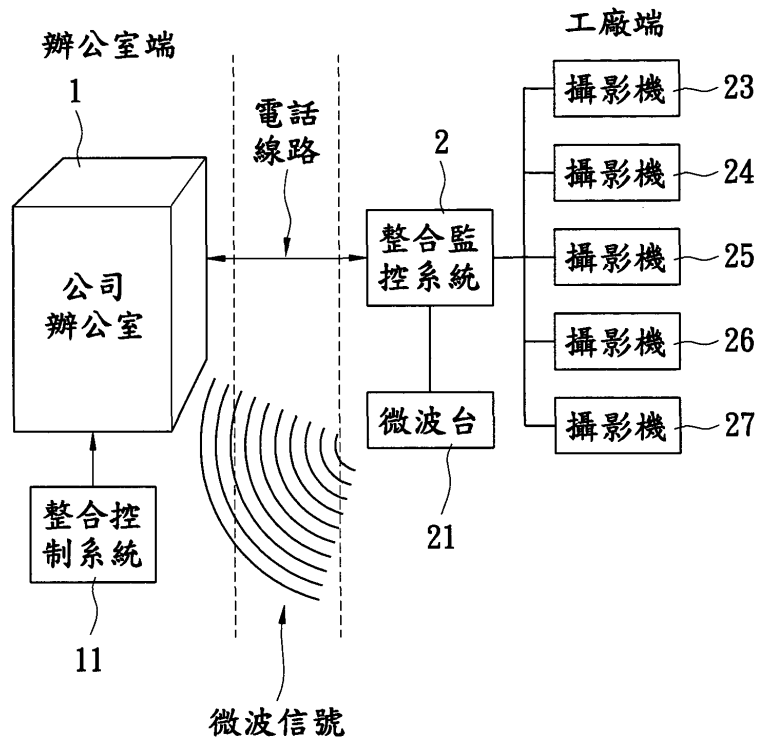 辦公室端
1
公司
辦公室
整合控
制系統
11
電話
線路
微波信號
工廠端
2
整合監
控系統
微波台
21
攝影機 23
攝影機 24
攝影機 25
攝影機 26
攝影機 27